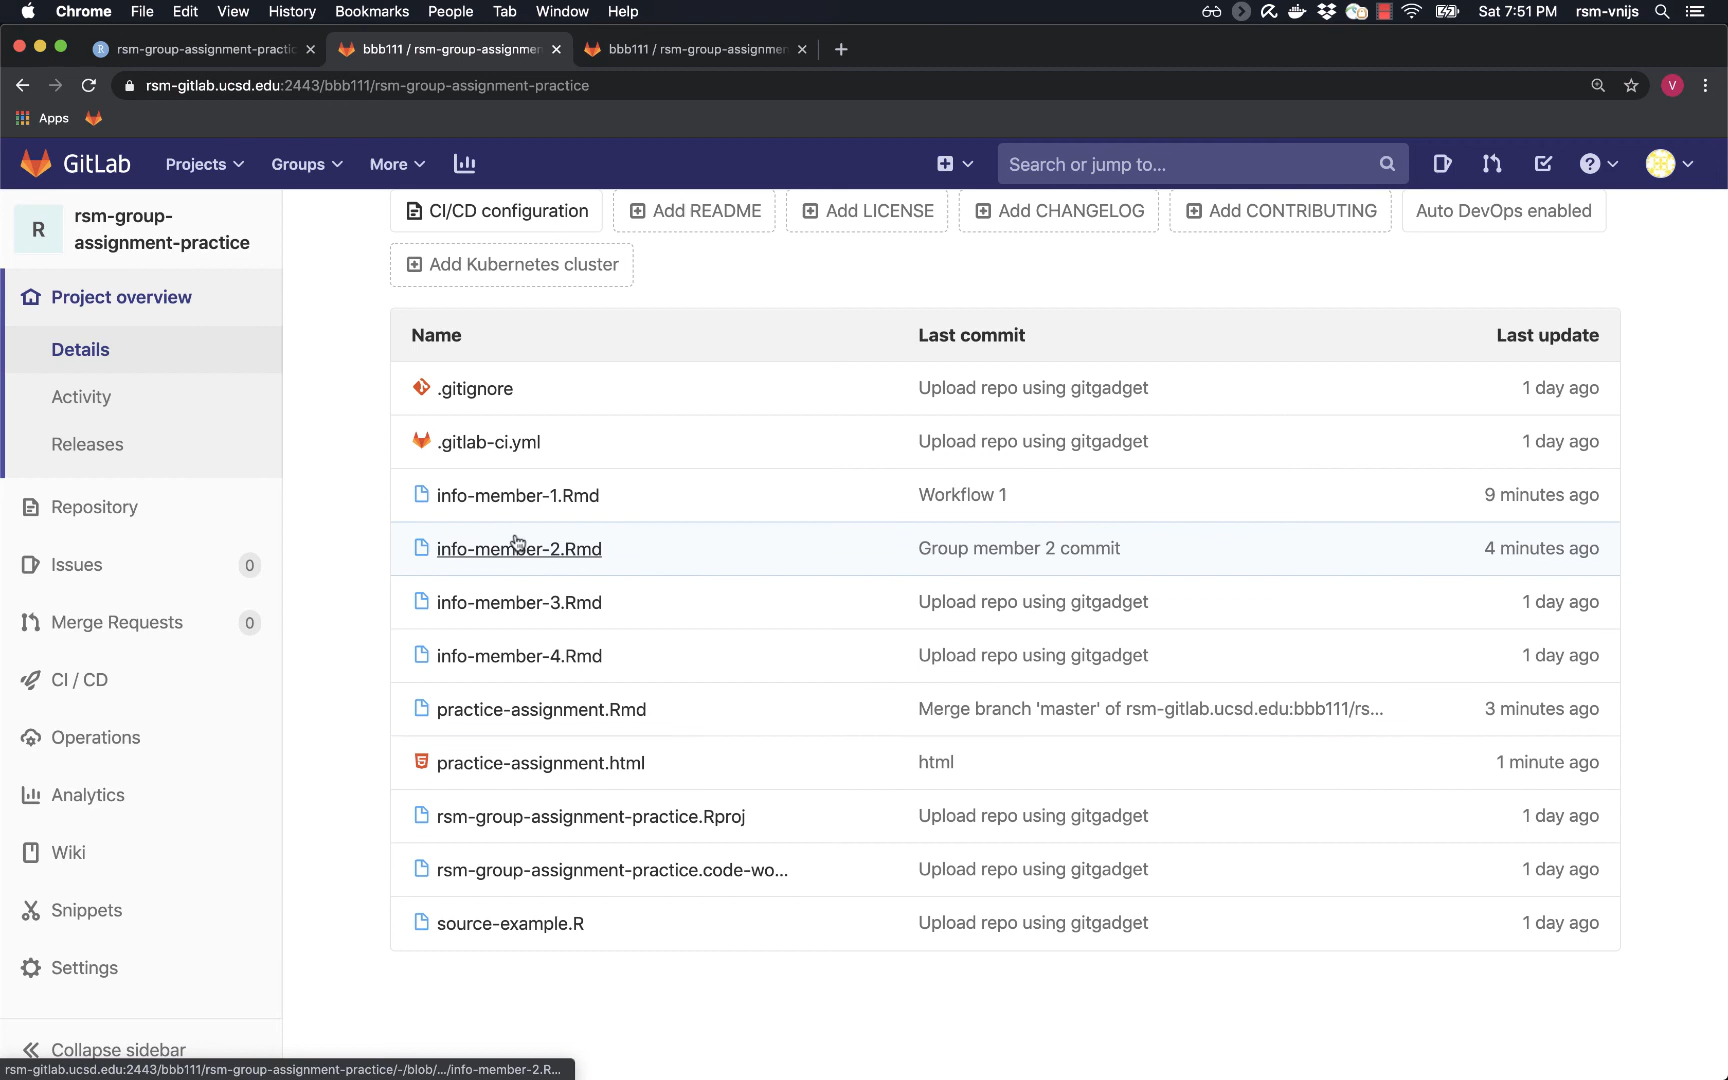 Chrome File Edit View History Bookmarks People Tab Window Help Sat 7:51 PM rsm-vnijs
rsm-group-assignment-practic bbb111 / rsm-group-assignmen bbb111 / rsm-group-assignmen
rsm-gitlab.ucsd.edu:2443/bbb111/rsm-group-assignment-practice V
Apps
GitLab Projects Groups More Search or jump to...
R rsm-group-
assignment-practice
Project overview
Details
Activity
Releases
Repository
Issues 0
Merge Requests 0
CI / CD
Operations
Analytics
Wiki
Snippets
Settings
Collapse sidebar
CI/CD configuration Add README Add LICENSE Add CHANGELOG Add CONTRIBUTING Auto DevOps enabled
Add Kubernetes cluster
Name Last commit Last update
.gitignore Upload repo using gitgadget 1 day ago
.gitlab-ci.yml Upload repo using gitgadget 1 day ago
info-member-1.Rmd Workflow 1 9 minutes ago
info-member-2.Rmd Group member 2 commit 4 minutes ago
info-member-3.Rmd Upload repo using gitgadget 1 day ago
info-member-4.Rmd Upload repo using gitgadget 1 day ago
practice-assignment.Rmd Merge branch 'master' of rsm-gitlab.ucsd.edu:bbb111/rs... 3 minutes ago
practice-assignment.html html 1 minute ago
rsm-group-assignment-practice.Rproj Upload repo using gitgadget 1 day ago
rsm-group-assignment-practice.code-wo... Upload repo using gitgadget 1 day ago
source-example.R Upload repo using gitgadget 1 day ago
rsm-gitlab.ucsd.edu:2443/bbb111/rsm-group-assignment-practice/-/blob/.../info-member-2.R...